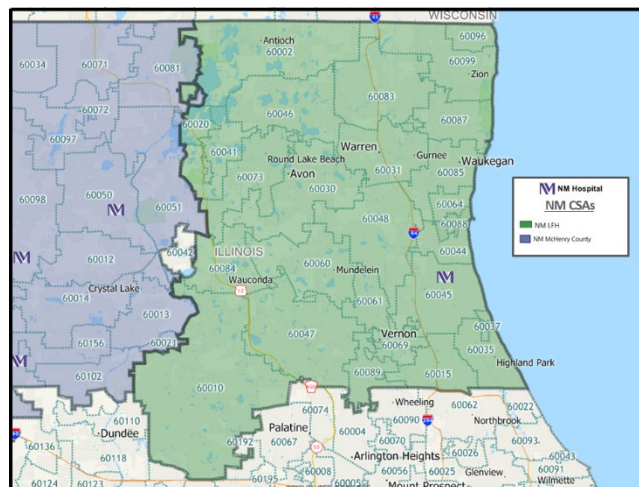 WISCONSIN
41
Antioch
60002
60096
60034
60071
60081
60099
Zion
60083
60072
60046
60020
60087
60097
Warren
60041
Gurnee
Round Lake Beach
Waukegan
Avon
60085
60073
60031
60030
60098
60050
60051
60064
60048
60088
94
60042
ILLINOIS
60044
60012
60084
60060
Mundelein
Wauconda
60045
Crystal Lake
60014
60061
60013
60047
Vernon
60037
60156
60021
60069
60035
Highland Park
60102
60010
60089
60015
60074
Wheeling
60062
60022
60110
60090
Northbrook
Dundee
Palatine
60004
60136
60192
60067
60070
60093
60118
Arlington Heights
60026
60043
60124
60123
60195
60008
60005
60056
60025
Glenview
60091
Wilmette
Mount Prospect
NM Hospital
NM CSAs
NM LFH
NM McHenry County